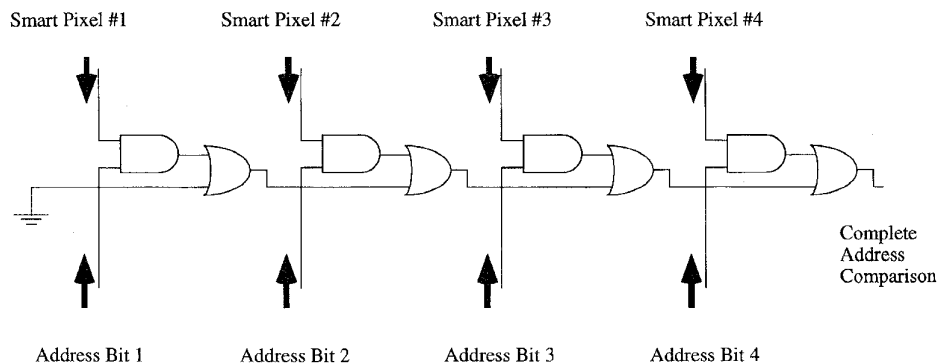 Smart Pixel #1
Smart Pixel #2
Smart Pixel #3
Smart Pixel #4
Complete
Address
Comparison
Address Bit 1
Address Bit 2
Address Bit 3
Address Bit 4